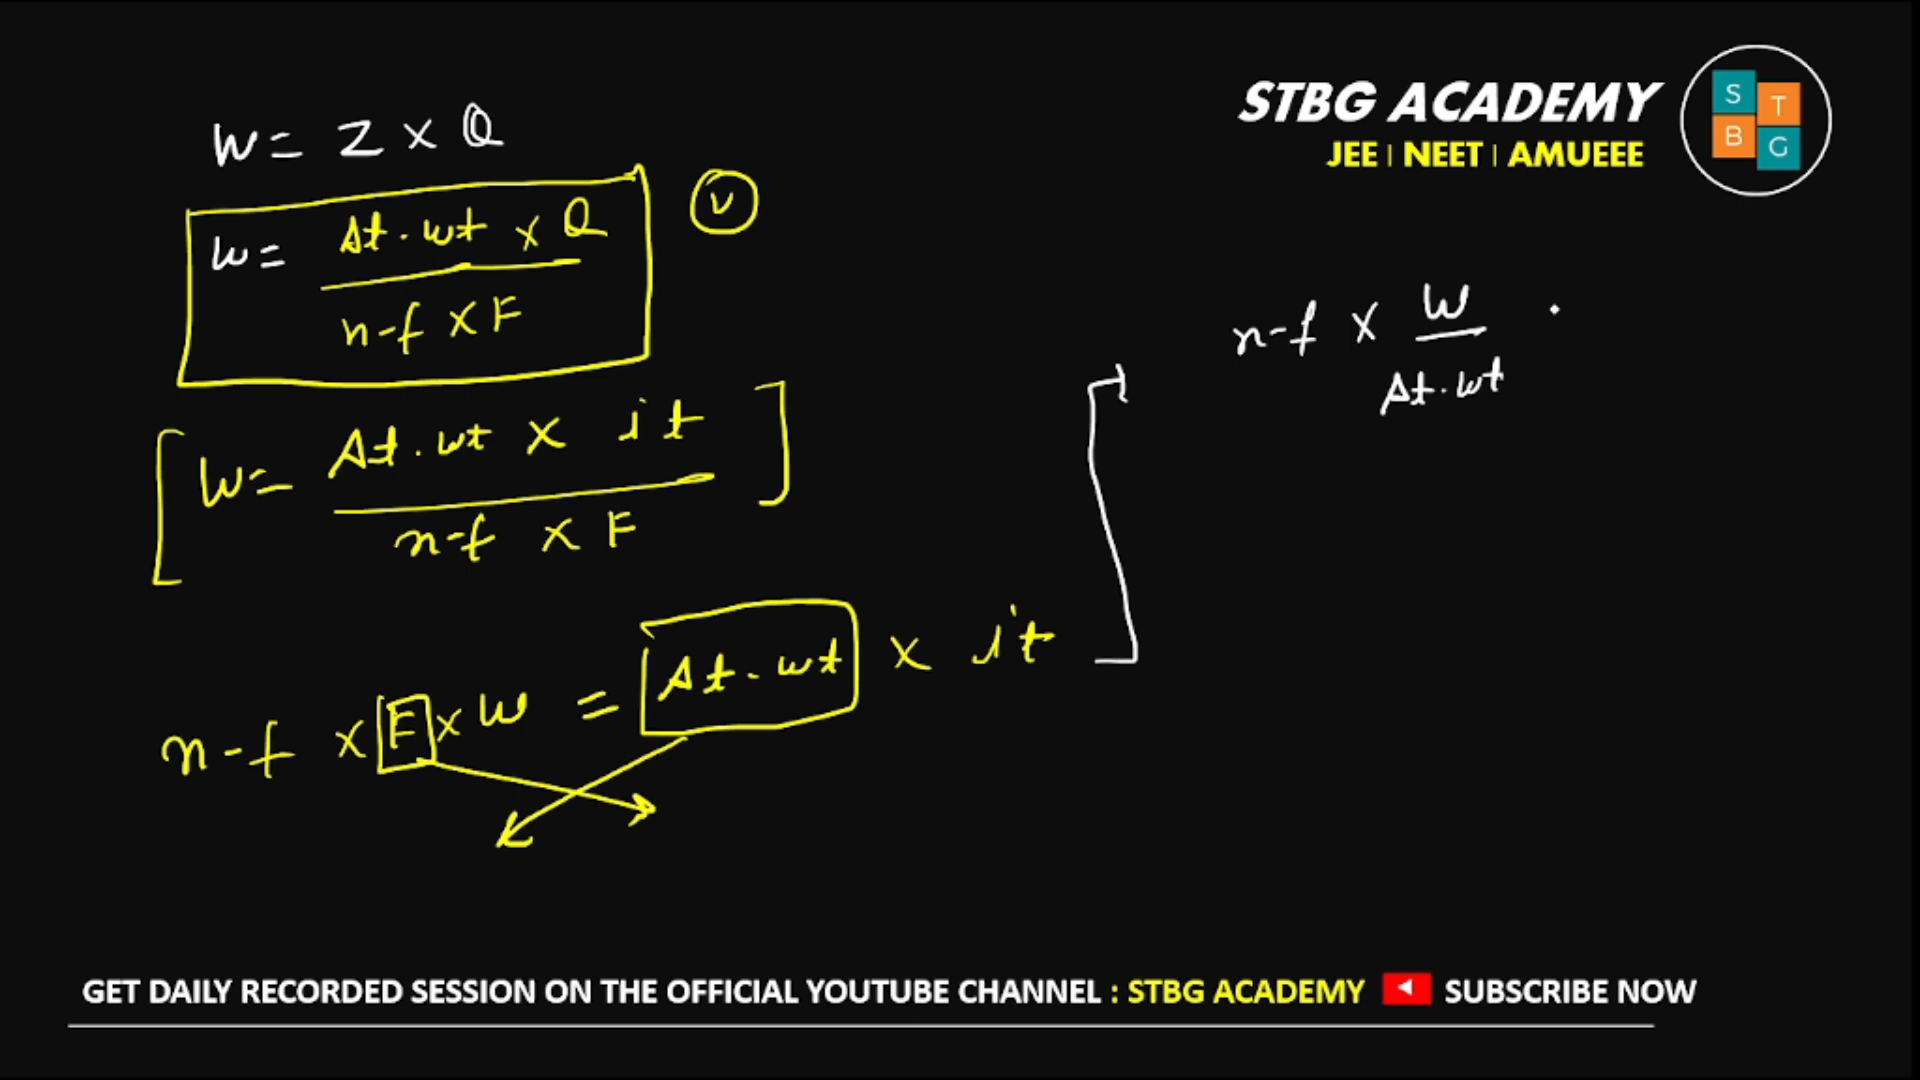 STBG ACADEMY
JEE | NEET | AMUEEE
S T
B G
W = Z × Q
W = At. wt × Q / n-f × F
(v)
[ W = At. wt × it / n-f × F ]
n-f × F × W = At. wt × it
n-f × W / At. wt .
GET DAILY RECORDED SESSION ON THE OFFICIAL YOUTUBE CHANNEL : STBG ACADEMY SUBSCRIBE NOW